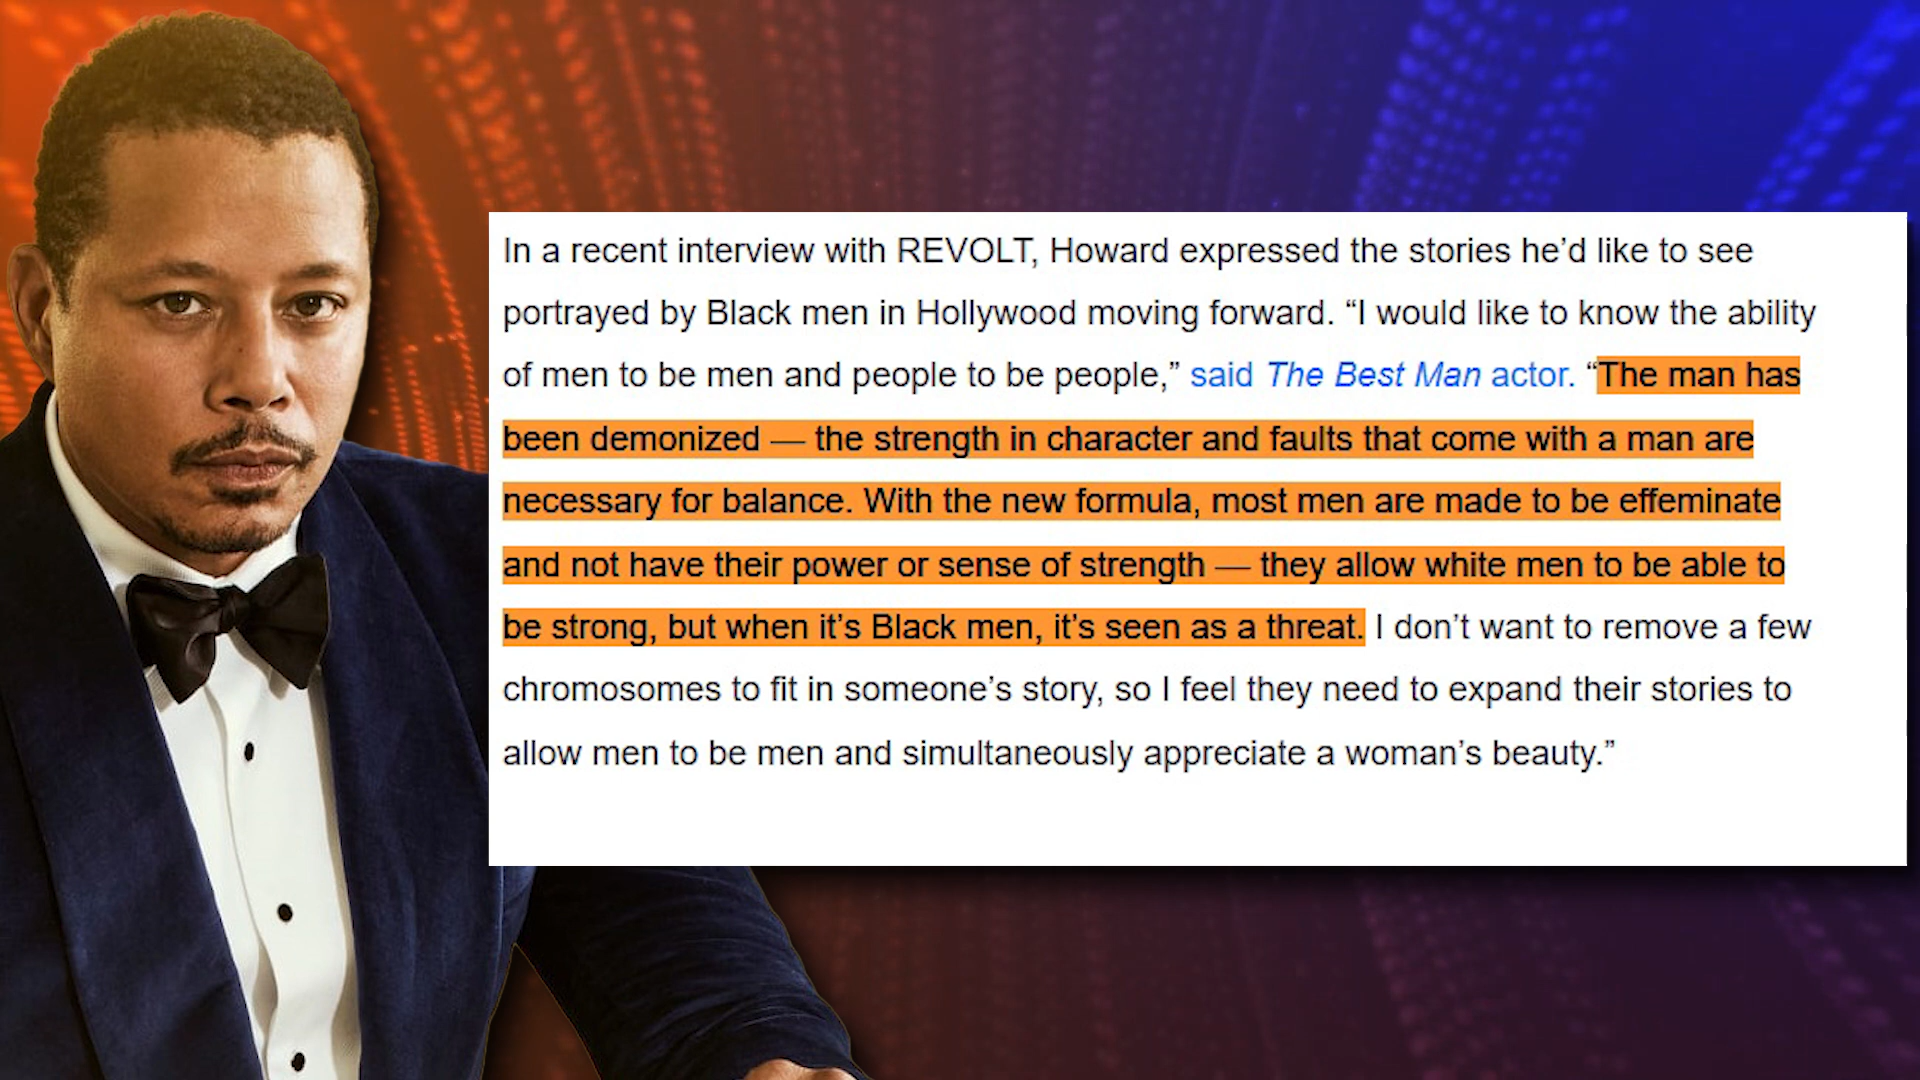 In a recent interview with REVOLT, Howard expressed the stories he’d like to see
portrayed by Black men in Hollywood moving forward. “I would like to know the ability
of men to be men and people to be people,” said The Best Man actor. “The man has
been demonized — the strength in character and faults that come with a man are
necessary for balance. With the new formula, most men are made to be effeminate
and not have their power or sense of strength — they allow white men to be able to
be strong, but when it’s Black men, it’s seen as a threat. I don’t want to remove a few
chromosomes to fit in someone’s story, so I feel they need to expand their stories to
allow men to be men and simultaneously appreciate a woman’s beauty.”